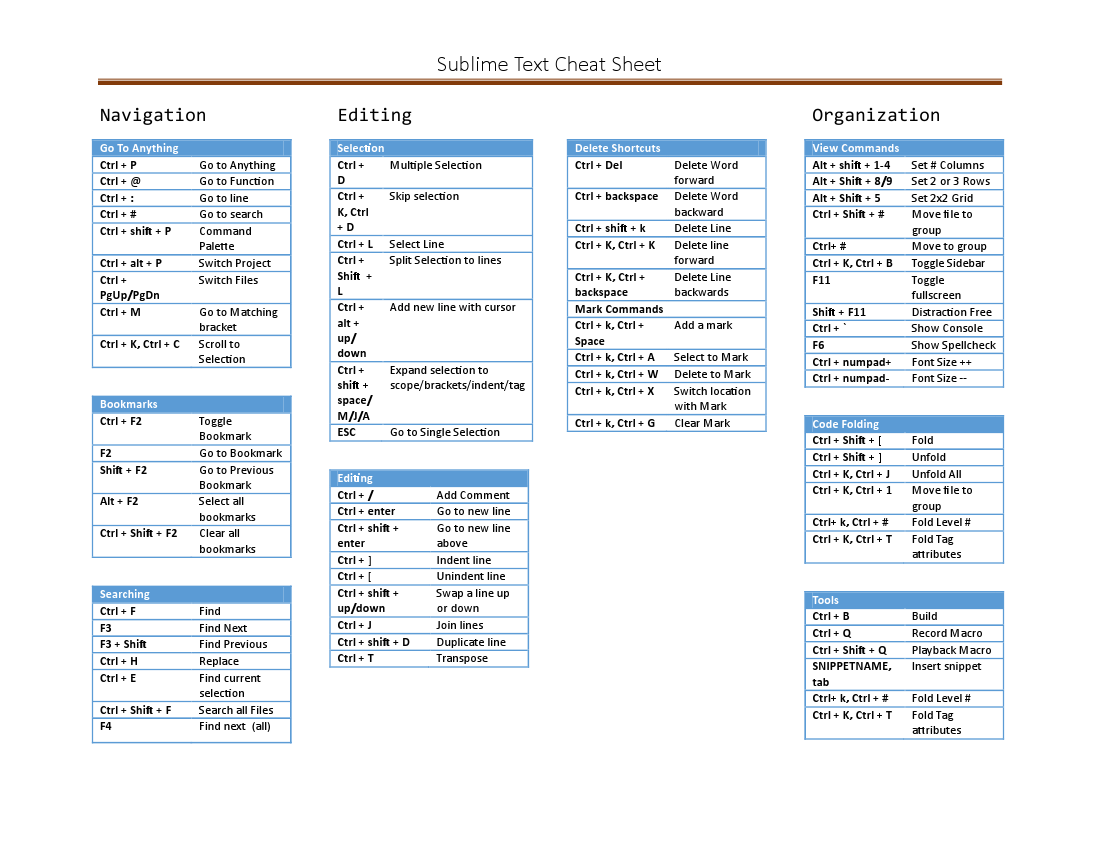 Sublime Text Cheat Sheet
Navigation
Go To Anything
Ctrl + P Go to Anything
Ctrl + @ Go to Function
Ctrl + : Go to line
Ctrl + # Go to search
Ctrl + shift + P Command
Palette
Ctrl + alt + P Switch Project
Ctrl + Switch Files
PgUp/PgDn
Ctrl + M Go to Matching
bracket
Ctrl + K, Ctrl + C Scroll to
Selection
Bookmarks
Ctrl + F2 Toggle
Bookmark
F2 Go to Bookmark
Shift + F2 Go to Previous
Bookmark
Alt + F2 Select all
bookmarks
Ctrl + Shift + F2 Clear all
bookmarks
Searching
Ctrl + F Find
F3 Find Next
F3 + Shift Find Previous
Ctrl + H Replace
Ctrl + E Find current
selection
Ctrl + Shift + F Search all Files
F4 Find next (all)
Editing
Selection
Ctrl + Multiple Selection
D
Ctrl + Skip selection
K, Ctrl
+ D
Ctrl + L Select Line
Ctrl + Split Selection to lines
Shift +
L
Ctrl + Add new line with cursor
alt +
up/
down
Ctrl + Expand selection to
shift + scope/brackets/indent/tag
space/
M/J/A
ESC Go to Single Selection
Editing
Ctrl + / Add Comment
Ctrl + enter Go to new line
Ctrl + shift + Go to new line
enter above
Ctrl + ] Indent line
Ctrl + [ Unindent line
Ctrl + shift + Swap a line up
up/down or down
Ctrl + J Join lines
Ctrl + shift + D Duplicate line
Ctrl + T Transpose
Delete Shortcuts
Ctrl + Del Delete Word
forward
Ctrl + backspace Delete Word
backward
Ctrl + shift + k Delete Line
Ctrl + K, Ctrl + K Delete line
forward
Ctrl + K, Ctrl + Delete Line
backspace backwards
Mark Commands
Ctrl + k, Ctrl + Add a mark
Space
Ctrl + k, Ctrl + A Select to Mark
Ctrl + k, Ctrl + W Delete to Mark
Ctrl + k, Ctrl + X Switch location
with Mark
Ctrl + k, Ctrl + G Clear Mark
Organization
View Commands
Alt + shift + 1-4 Set # Columns
Alt + Shift + 8/9 Set 2 or 3 Rows
Alt + Shift + 5 Set 2x2 Grid
Ctrl + Shift + # Move file to
group
Ctrl+ # Move to group
Ctrl + K, Ctrl + B Toggle Sidebar
F11 Toggle
fullscreen
Shift + F11 Distraction Free
Ctrl + ` Show Console
F6 Show Spellcheck
Ctrl + numpad+ Font Size ++
Ctrl + numpad- Font Size --
Code Folding
Ctrl + Shift + [ Fold
Ctrl + Shift + ] Unfold
Ctrl + K, Ctrl + J Unfold All
Ctrl + K, Ctrl + 1 Move file to
group
Ctrl+ k, Ctrl + # Fold Level #
Ctrl + K, Ctrl + T Fold Tag
attributes
Tools
Ctrl + B Build
Ctrl + Q Record Macro
Ctrl + Shift + Q Playback Macro
SNIPPETNAME, Insert snippet
tab
Ctrl+ k, Ctrl + # Fold Level #
Ctrl + K, Ctrl + T Fold Tag
attributes